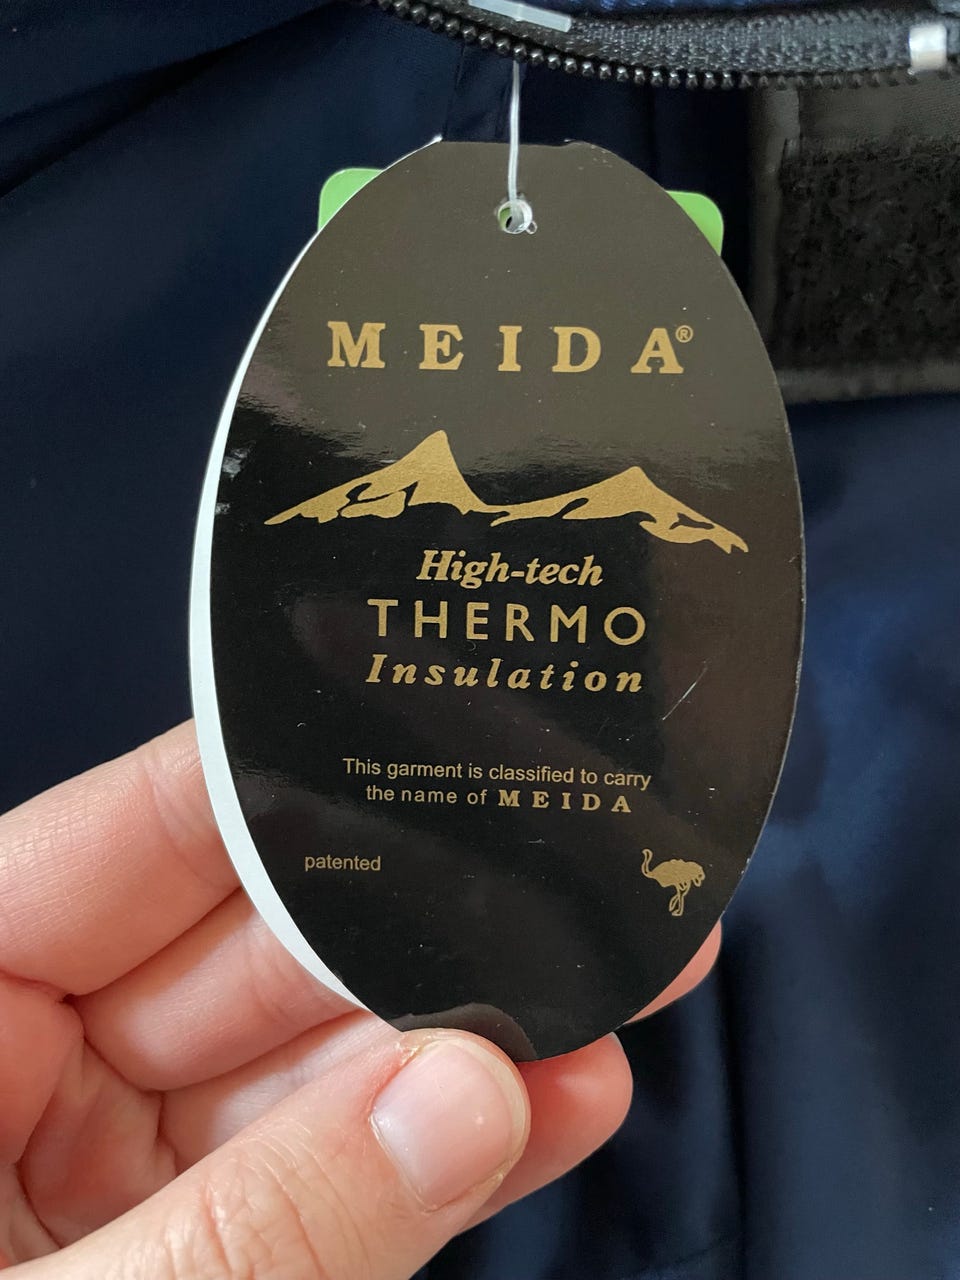 MEIDA®
High-tech
THERMO
Insulation
This garment is classified to carry
the name of MEIDA
patented